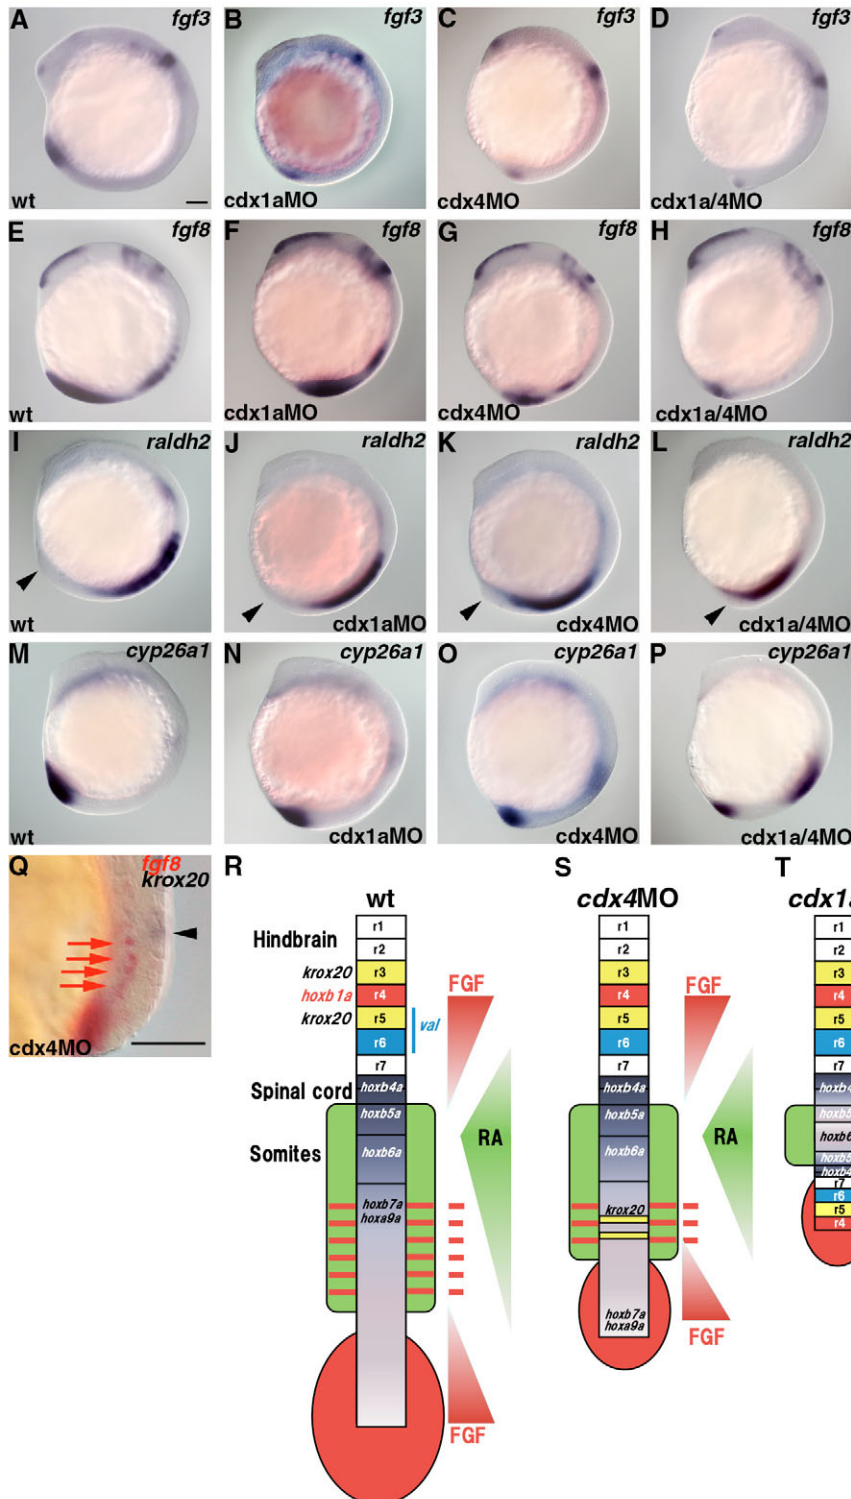 A fgf3
wt
B fgf3
cdx1aMO
C fgf3
cdx4MO
D fgf3
cdx1a/4MO
E fgf8
wt
F fgf8
cdx1aMO
G fgf8
cdx4MO
H fgf8
cdx1a/4MO
I raldh2
wt
J raldh2
cdx1aMO
K raldh2
cdx4MO
L raldh2
cdx1a/4MO
M cyp26a1
wt
N cyp26a1
cdx1aMO
O cyp26a1
cdx4MO
P cyp26a1
cdx1a/4MO
Q fgf8
krox20
cdx4MO
R
wt
Hindbrain
r1
r2
krox20 r3
hoxb1a r4
krox20 r5
r6
val
r7
Spinal cord hoxb4a
hoxb5a
Somites hoxb6a
hoxb7a
hoxa9a
FGF
RA
FGF
S
cdx4MO
r1
r2
r3
r4
r5
r6
r7
hoxb4a
hoxb5a
hoxb6a
krox20
hoxb7a
hoxa9a
FGF
RA
FGF
T
r1
r2
r3
r4
r5
r6
r7
r7
r6
r5
r4